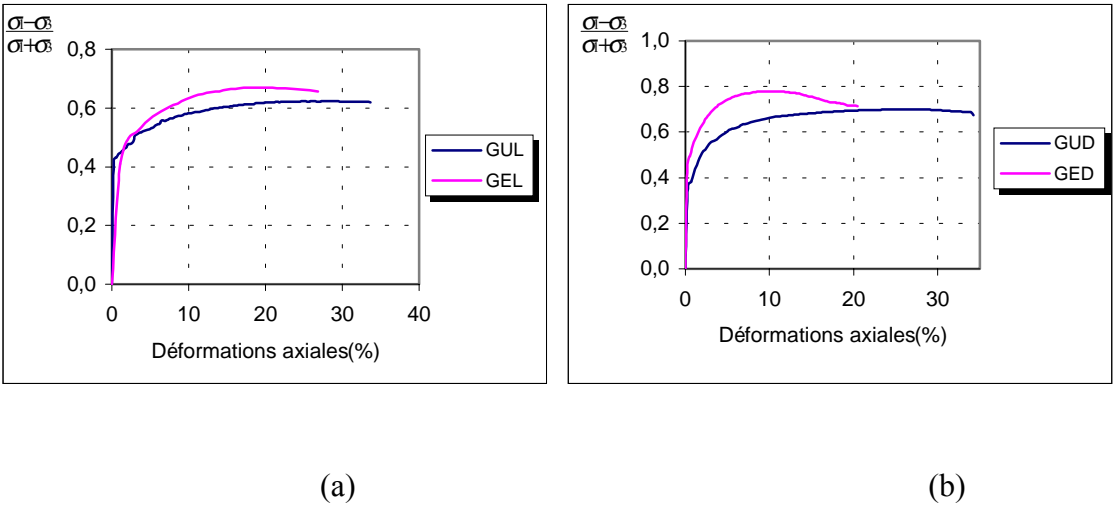 σ1−σ3
σ1+σ3
0,8
0,6
0,4
0,2
0,0
0 10 20 30 40
Déformations axiales(%)
GUL
GEL
σ1−σ3
σ1+σ3
1,0
0,8
0,6
0,4
0,2
0,0
0 10 20 30
Déformations axiales(%)
GUD
GED
(a) (b)